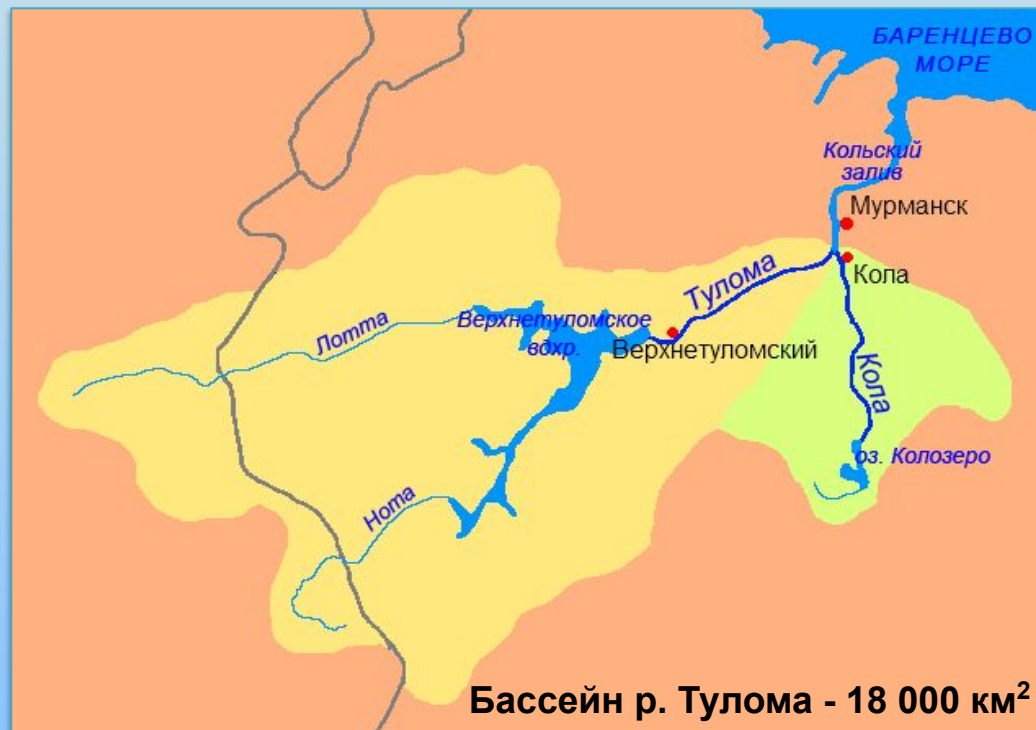 БАРЕНЦЕВО
МОРЕ
Кольский
залив
Мурманск
Кола
Тулома
Верхнетуломское
вдхр.
Верхнетуломский
Лотта
Кола
оз. Колозеро
Нота
Бассейн р. Тулома - 18 000 км²